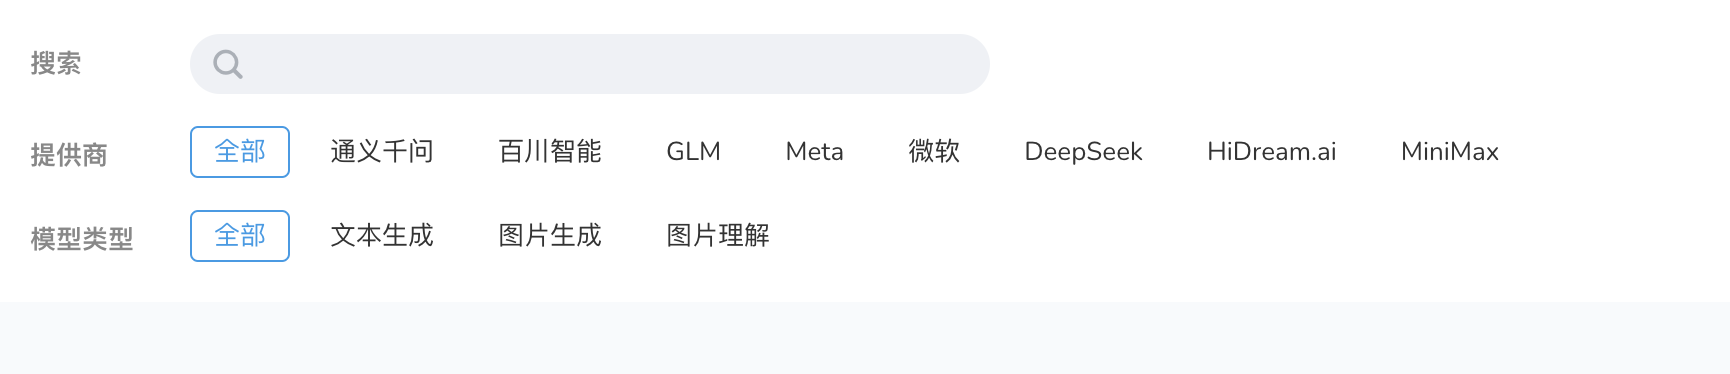 搜索
提供商 全部 通义千问 百川智能 GLM Meta 微软 DeepSeek HiDream.ai MiniMax
模型类型 全部 文本生成 图片生成 图片理解